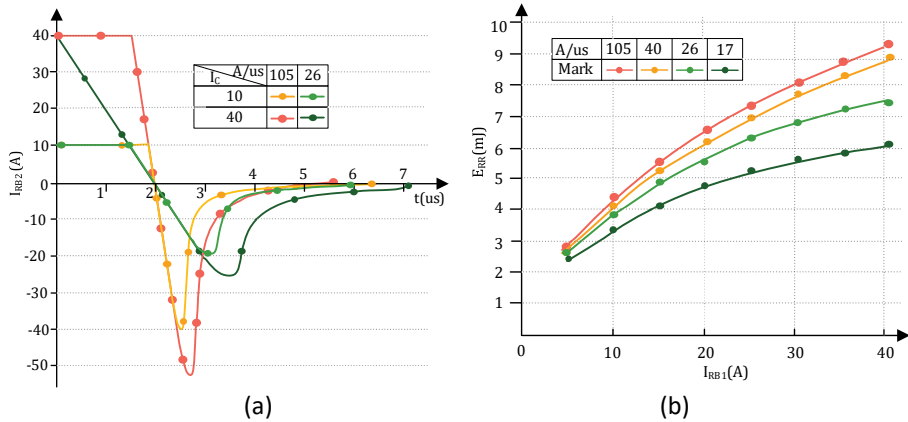 40
30
20
10
0
-10
-20
-30
-40
-50
I_RB2(A)
1 2 3 4 5 6 7
t(us)
A/us 105 26
I_C
10
40
(a)
10
9
8
7
6
5
4
3
2
1
E_RR(mJ)
A/us 105 40 26 17
Mark
0 10 20 30 40
I_RB1(A)
(b)